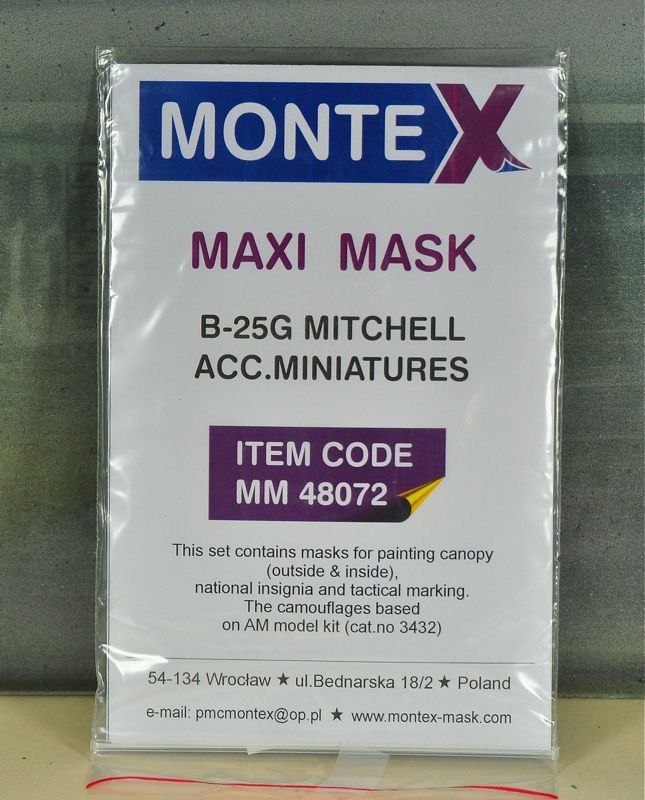 MONTEX
MAXI MASK
B-25G MITCHELL
ACC.MINIATURES
ITEM CODE
MM 48072
This set contains masks for painting canopy
(outside & inside),
national insignia and tactical marking.
The camouflages based
on AM model kit (cat.no 3432)
54-134 Wrocław ★ ul.Bednarska 18/2 ★ Poland
e-mail: pmcmontex@op.pl ★ www.montex-mask.com